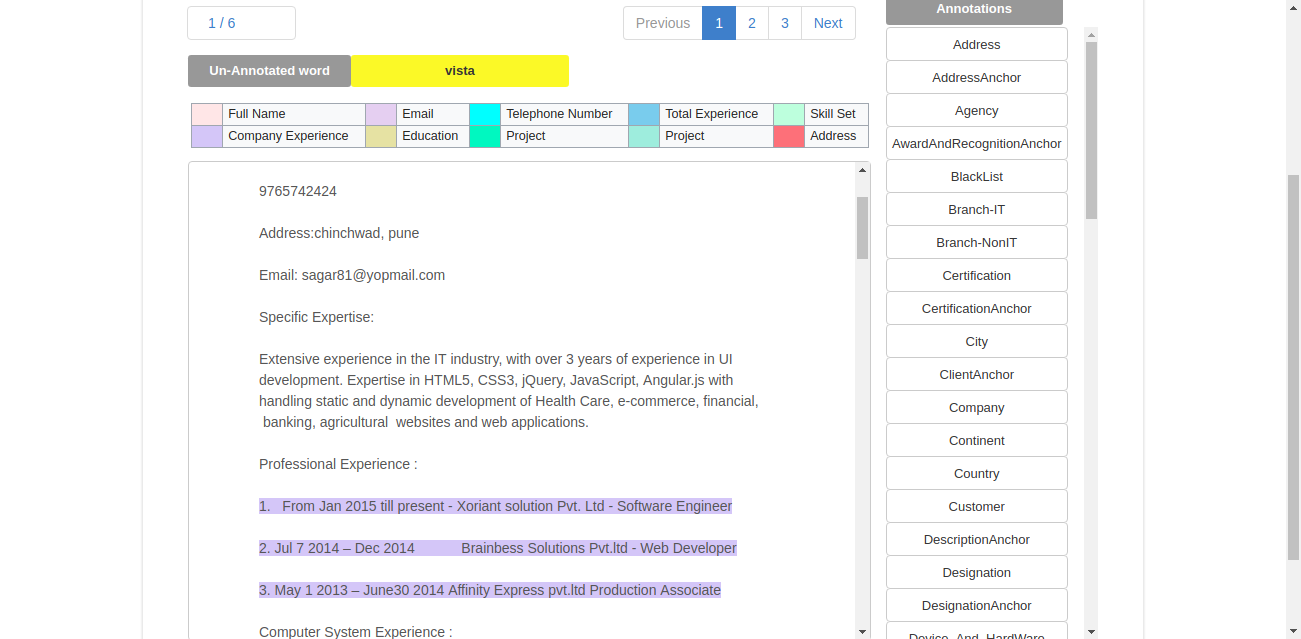 1 / 6
Previous 1 2 3 Next
Un-Annotated word vista
Full Name Email Telephone Number Total Experience Skill Set
Company Experience Education Project Project Address
9765742424
Address:chinchwad, pune
Email: sagar81@yopmail.com
Specific Expertise:
Extensive experience in the IT industry, with over 3 years of experience in UI
development. Expertise in HTML5, CSS3, jQuery, JavaScript, Angular.js with
handling static and dynamic development of Health Care, e-commerce, financial,
banking, agricultural websites and web applications.
Professional Experience :
1. From Jan 2015 till present - Xoriant solution Pvt. Ltd - Software Engineer
2. Jul 7 2014 – Dec 2014 Brainbess Solutions Pvt.ltd - Web Developer
3. May 1 2013 – June30 2014 Affinity Express pvt.ltd Production Associate
Computer System Experience :
Annotations
Address
AddressAnchor
Agency
AwardAndRecognitionAnchor
BlackList
Branch-IT
Branch-NonIT
Certification
CertificationAnchor
City
ClientAnchor
Company
Continent
Country
Customer
DescriptionAnchor
Designation
DesignationAnchor
Device_And_HardWare